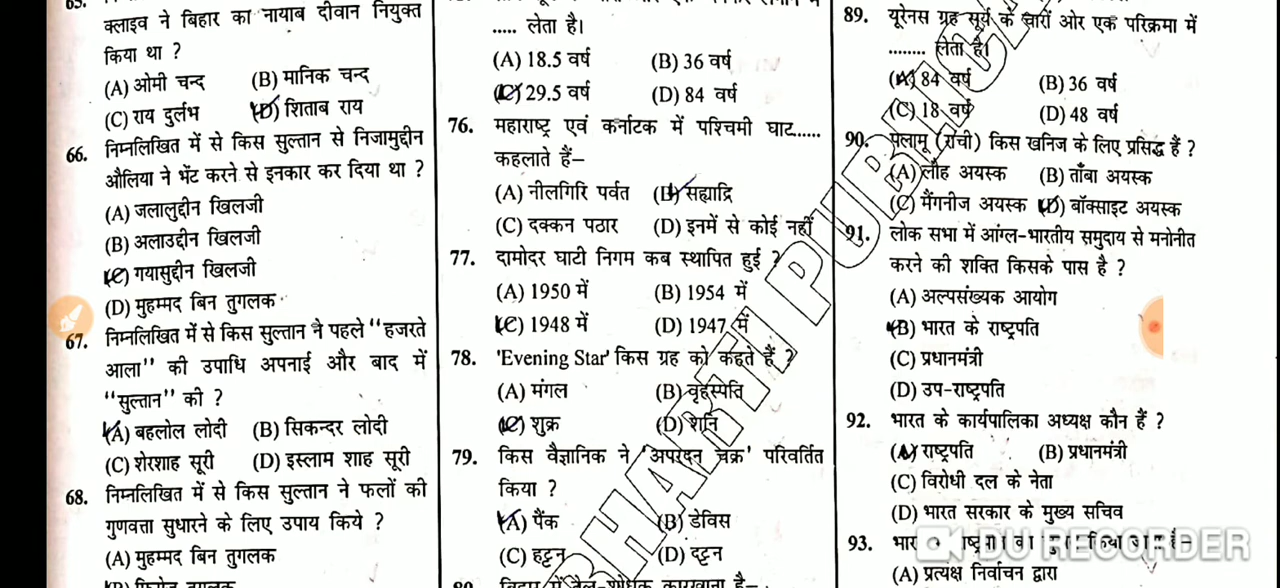 क्लाइव ने बिहार का नायाब दीवान नियुक्त
किया था ?
(A) ओमी चन्द (B) मानिक चन्द
(C) राय दुर्लभ (D) शिताब राय
66. निम्नलिखित में से किस सुल्तान से निजामुद्दीन
औलिया ने भेंट करने से इनकार कर दिया था ?
(A) जलालुद्दीन खिलजी
(B) अलाउद्दीन खिलजी
(C) गयासुद्दीन खिलजी
(D) मुहम्मद बिन तुगलक
67. निम्नलिखित में से किस सुल्तान ने पहले "हजरते
आला" की उपाधि अपनाई और बाद में
"सुल्तान" की ?
(A) बहलोल लोदी (B) सिकन्दर लोदी
(C) शेरशाह सूरी (D) इस्लाम शाह सूरी
68. निम्नलिखित में से किस सुल्तान ने फलों की
गुणवत्ता सुधारने के लिए उपाय किये ?
(A) मुहम्मद बिन तुगलक
..... लेता है।
(A) 18.5 वर्ष (B) 36 वर्ष
(C) 29.5 वर्ष (D) 84 वर्ष
76. महाराष्ट्र एवं कर्नाटक में पश्चिमी घाट......
कहलाते हैं–
(A) नीलगिरि पर्वत (B) सह्याद्रि
(C) दक्कन पठार (D) इनमें से कोई नहीं
77. दामोदर घाटी निगम कब स्थापित हुई ?
(A) 1950 में (B) 1954 में
(C) 1948 में (D) 1947 में
78. 'Evening Star' किस ग्रह को कहते हैं ?
(A) मंगल (B) वृहस्पति
(C) शुक्र (D) शनि
79. किस वैज्ञानिक ने 'अपरदन चक्र' परिवर्तित
किया ?
(A) पैंक (B) डेविस
(C) हट्टन (D) दट्टन
89. यूरेनस ग्रह सूर्य के चारों ओर एक परिक्रमा में
........ लेता है।
(A) 84 वर्ष (B) 36 वर्ष
(C) 18 वर्ष (D) 48 वर्ष
90. पलामू (राँची) किस खनिज के लिए प्रसिद्ध हैं ?
(A) लौह अयस्क (B) ताँबा अयस्क
(C) मैंगनीज अयस्क (D) बॉक्साइट अयस्क
91. लोक सभा में आंग्ल-भारतीय समुदाय से मनोनीत
करने की शक्ति किसके पास है ?
(A) अल्पसंख्यक आयोग
(B) भारत के राष्ट्रपति
(C) प्रधानमंत्री
(D) उप-राष्ट्रपति
92. भारत के कार्यपालिका अध्यक्ष कौन हैं ?
(A) राष्ट्रपति (B) प्रधानमंत्री
(C) विरोधी दल के नेता
(D) भारत सरकार के मुख्य सचिव
93.
(A) प्रत्यक्ष निर्वाचन द्वारा
BHARTI PUBLICA
DU RECORDER